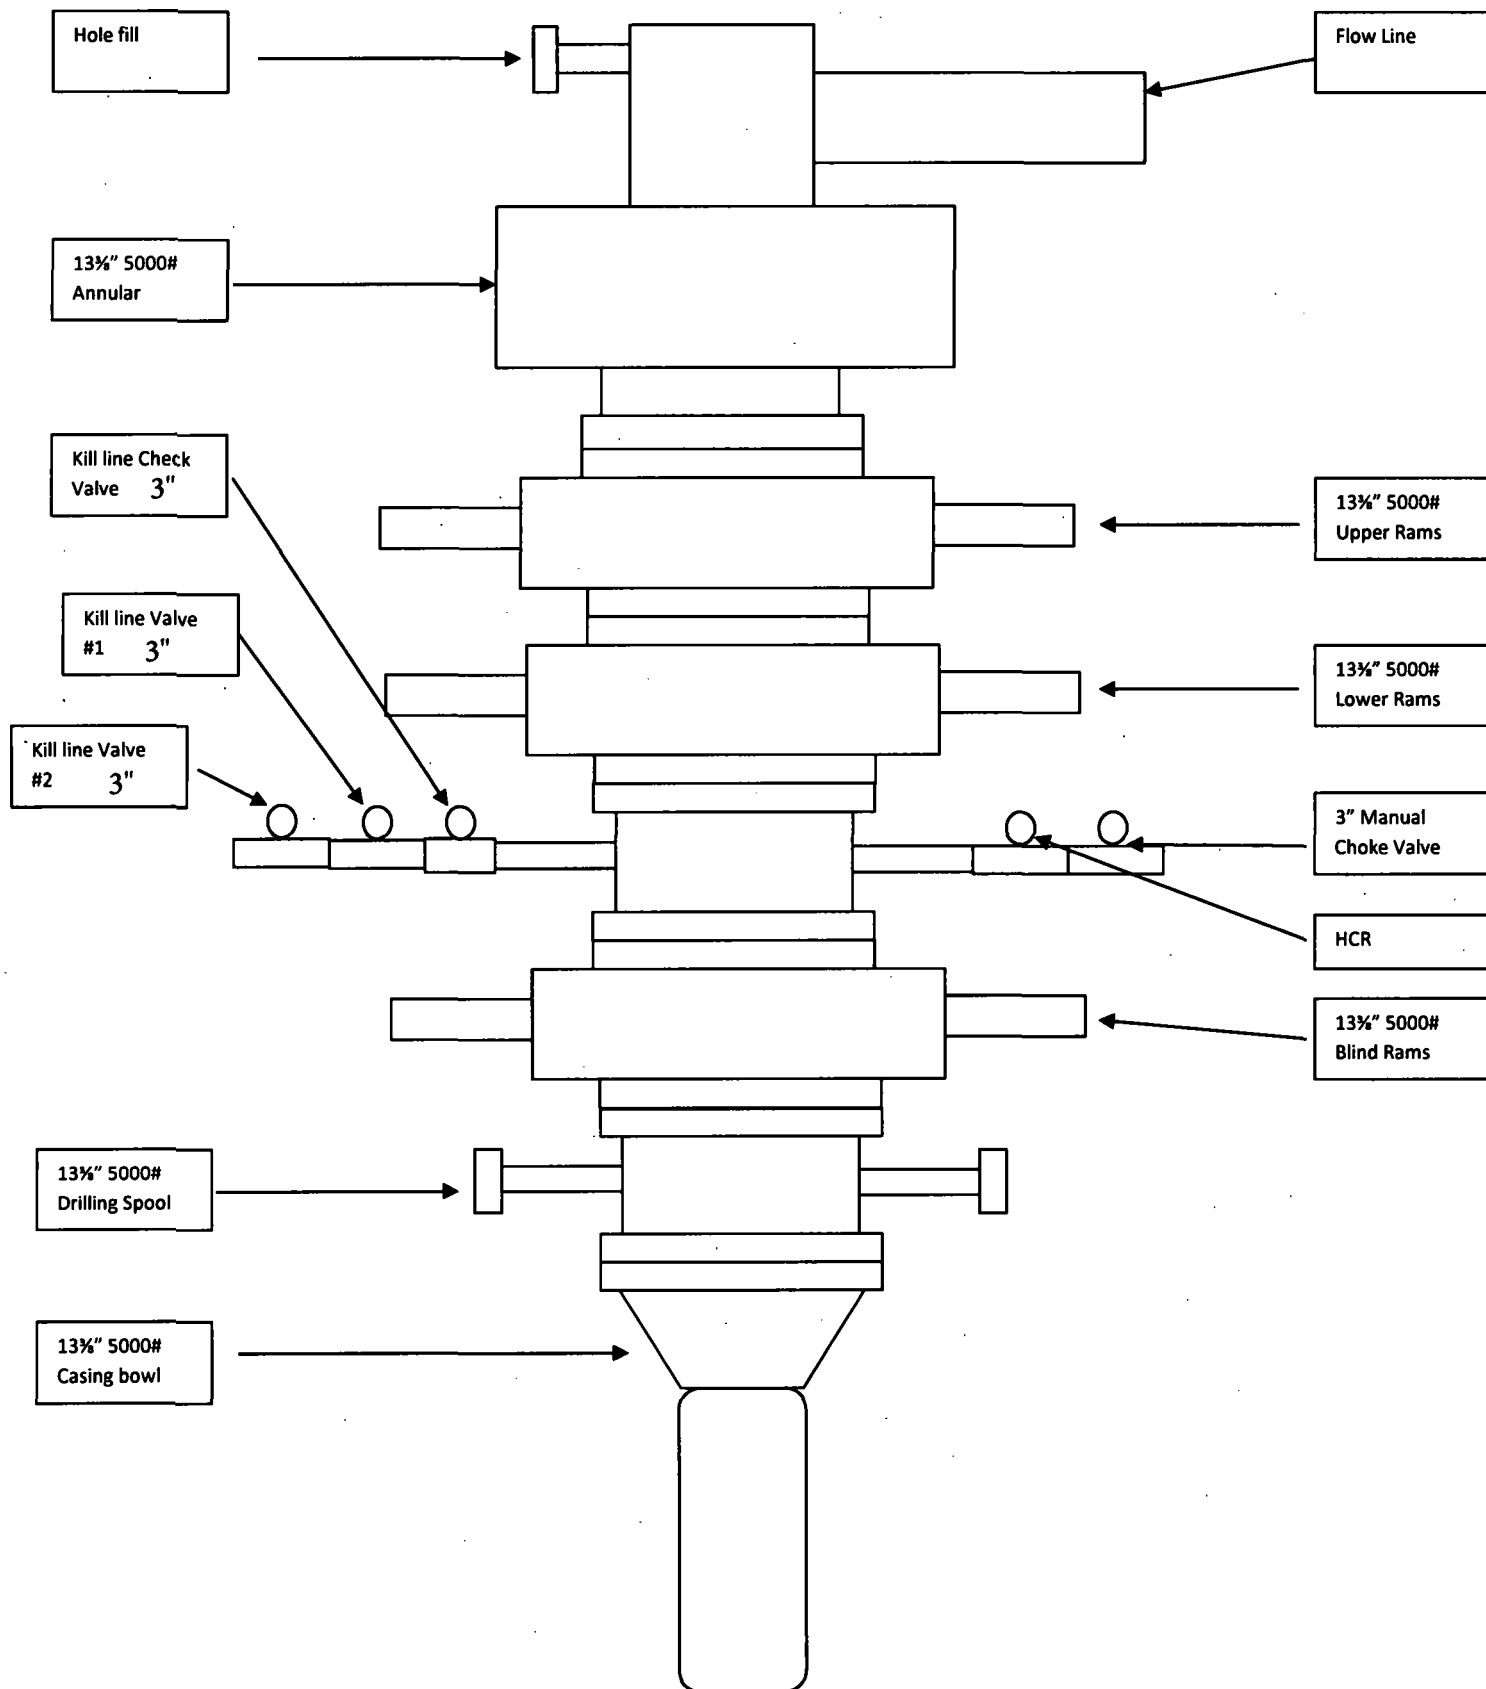 Hole fill
Flow Line
13⅝" 5000#
Annular
Kill line Check
Valve 3"
13⅝" 5000#
Upper Rams
Kill line Valve
#1 3"
13⅝" 5000#
Lower Rams
Kill line Valve
#2 3"
3" Manual
Choke Valve
HCR
13⅝" 5000#
Blind Rams
13⅝" 5000#
Drilling Spool
13⅝" 5000#
Casing bowl